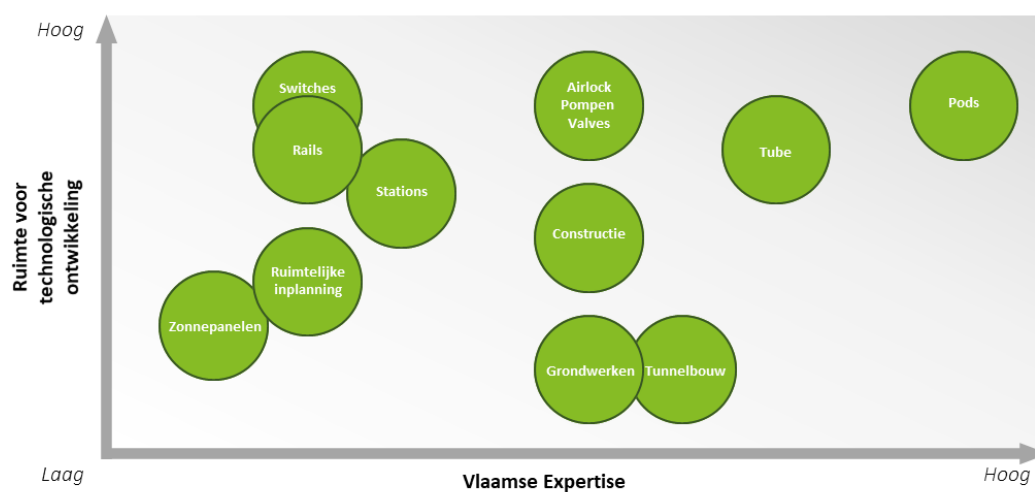 Hoog
Switches
Rails
Stations
Airlock
Pompen
Valves
Tube
Pods
Ruimte voor
technologische
ontwikkeling
Constructie
Ruimtelijke
inplanning
Zonnepanelen
Grondwerken
Tunnelbouw
Laag
Vlaamse Expertise
Hoog